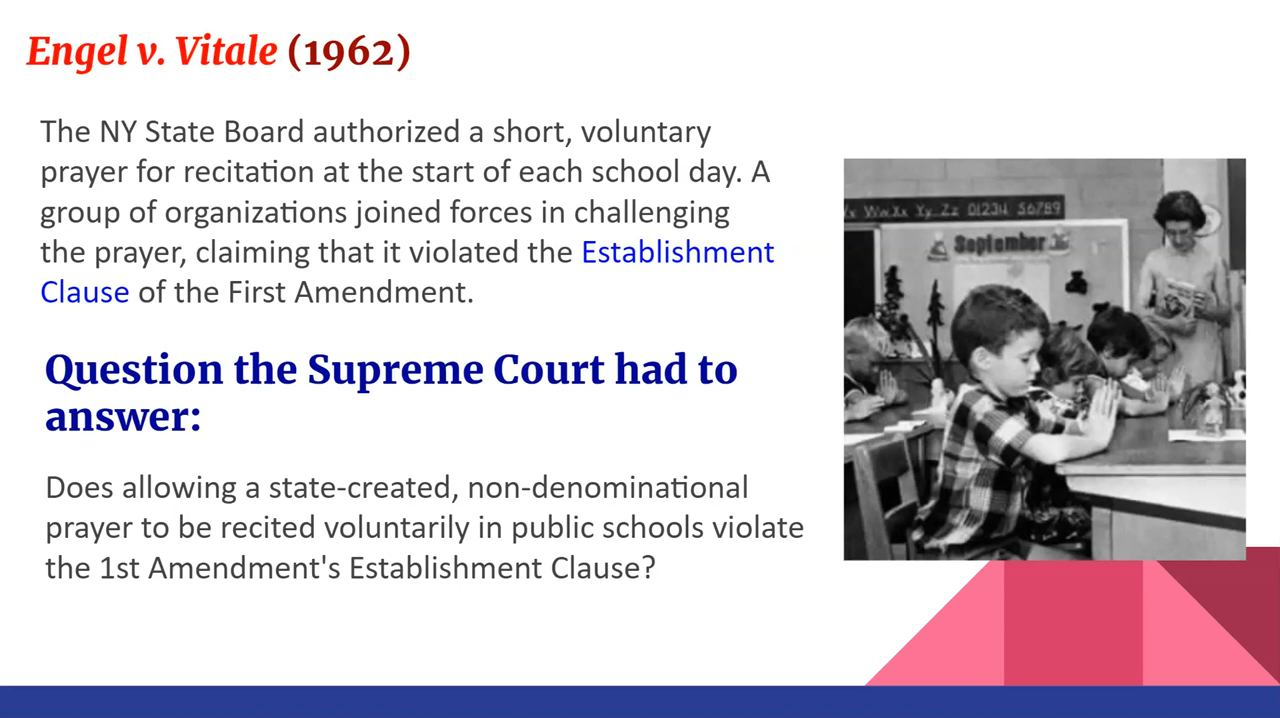 Engel v. Vitale (1962)
The NY State Board authorized a short, voluntary
prayer for recitation at the start of each school day. A
group of organizations joined forces in challenging
the prayer, claiming that it violated the Establishment
Clause of the First Amendment.
Question the Supreme Court had to
answer:
Does allowing a state-created, non-denominational
prayer to be recited voluntarily in public schools violate
the 1st Amendment's Establishment Clause?
Ww Xx Yy Zz 01234 56789
September